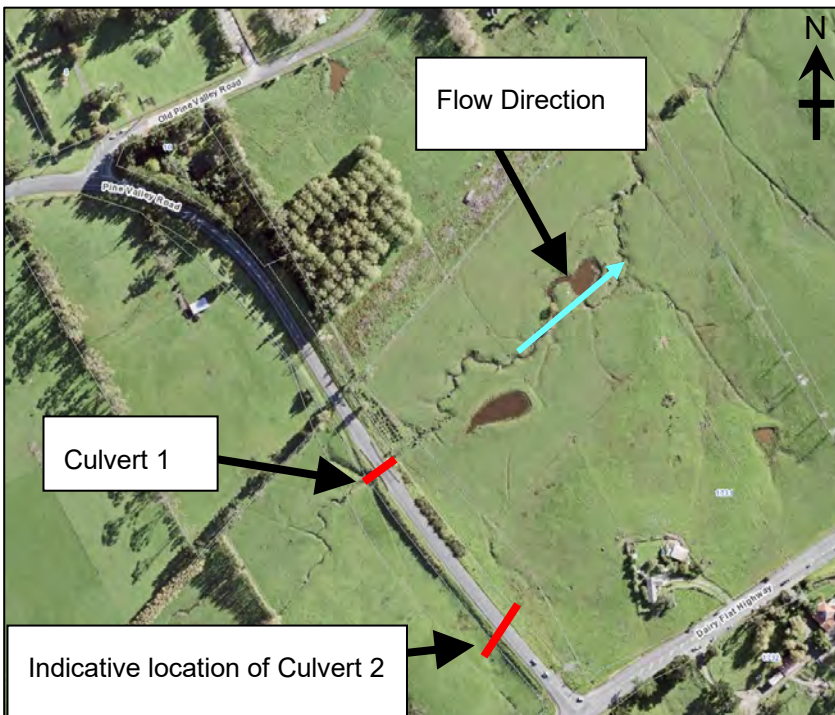 N
Flow Direction
Old Pine Valley Road
Pine Valley Road
Culvert 1
Dairy Flat Highway
Indicative location of Culvert 2